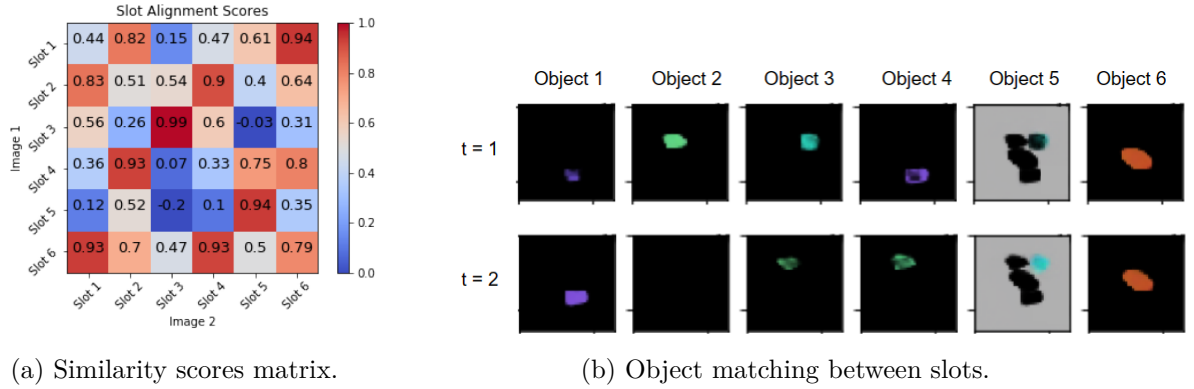 Slot Alignment Scores
Image 1
Slot 1 0.44 0.82 0.15 0.47 0.61 0.94
Slot 2 0.83 0.51 0.54 0.9 0.4 0.64
Slot 3 0.56 0.26 0.99 0.6 -0.03 0.31
Slot 4 0.36 0.93 0.07 0.33 0.75 0.8
Slot 5 0.12 0.52 -0.2 0.1 0.94 0.35
Slot 6 0.93 0.7 0.47 0.93 0.5 0.79
Slot 1 Slot 2 Slot 3 Slot 4 Slot 5 Slot 6
Image 2
1.0
0.8
0.6
0.4
0.2
0.0
(a) Similarity scores matrix.
Object 1 Object 2 Object 3 Object 4 Object 5 Object 6
t = 1
t = 2
(b) Object matching between slots.